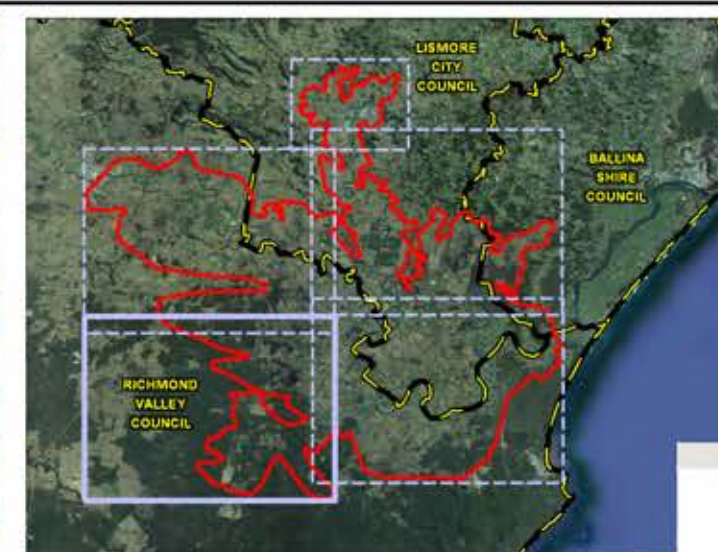 LISMORE
CITY
COUNCIL
BALLINA
SHIRE
COUNCIL
RICHMOND
VALLEY
COUNCIL